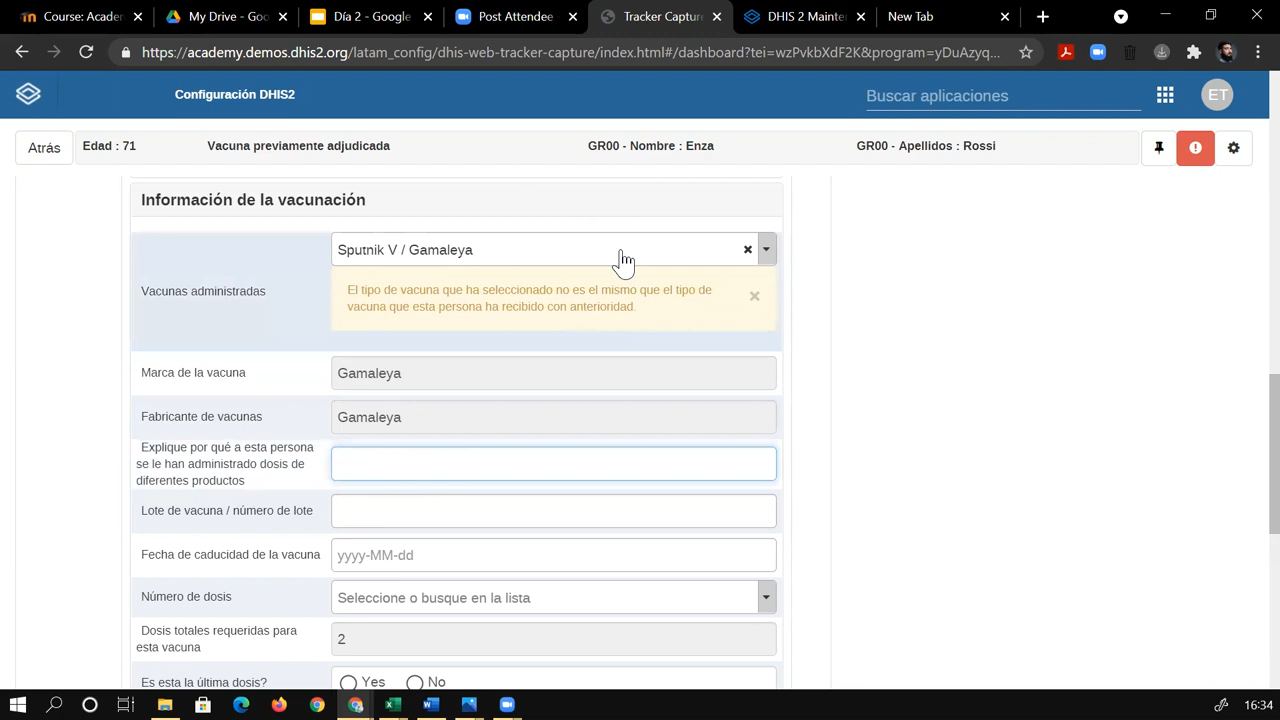 Course: Acader
My Drive - Goo
Día 2 - Google
Post Attendee
Tracker Capture
DHIS 2 Mainten
New Tab
https://academy.demos.dhis2.org/latam_config/dhis-web-tracker-capture/index.html#/dashboard?tei=wzPvkbXdF2K&program=yDuAzyq...
Configuración DHIS2
Buscar aplicaciones
ET
Atrás
Edad : 71
Vacuna previamente adjudicada
GR00 - Nombre : Enza
GR00 - Apellidos : Rossi
Información de la vacunación
Vacunas administradas
Sputnik V / Gamaleya
El tipo de vacuna que ha seleccionado no es el mismo que el tipo de
vacuna que esta persona ha recibido con anterioridad.
Marca de la vacuna
Gamaleya
Fabricante de vacunas
Gamaleya
Explique por qué a esta persona
se le han administrado dosis de
diferentes productos
Lote de vacuna / número de lote
Fecha de caducidad de la vacuna
yyyy-MM-dd
Número de dosis
Seleccione o busque en la lista
Dosis totales requeridas para
esta vacuna
2
Es esta la última dosis?
Yes
No
16:34